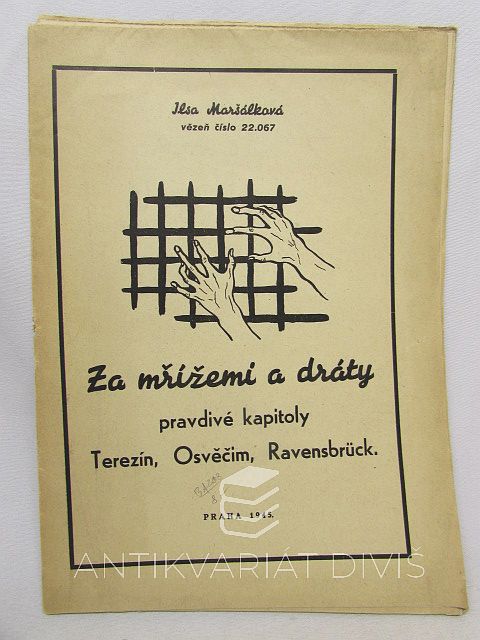 Ilsa Maršálková
vězeň číslo 22.067
Za mřížemi a dráty
pravdivé kapitoly
Terezín, Osvěčim, Ravensbrück.
PRAHA 1945.
ANTIKVARIÁT DIVIŠ